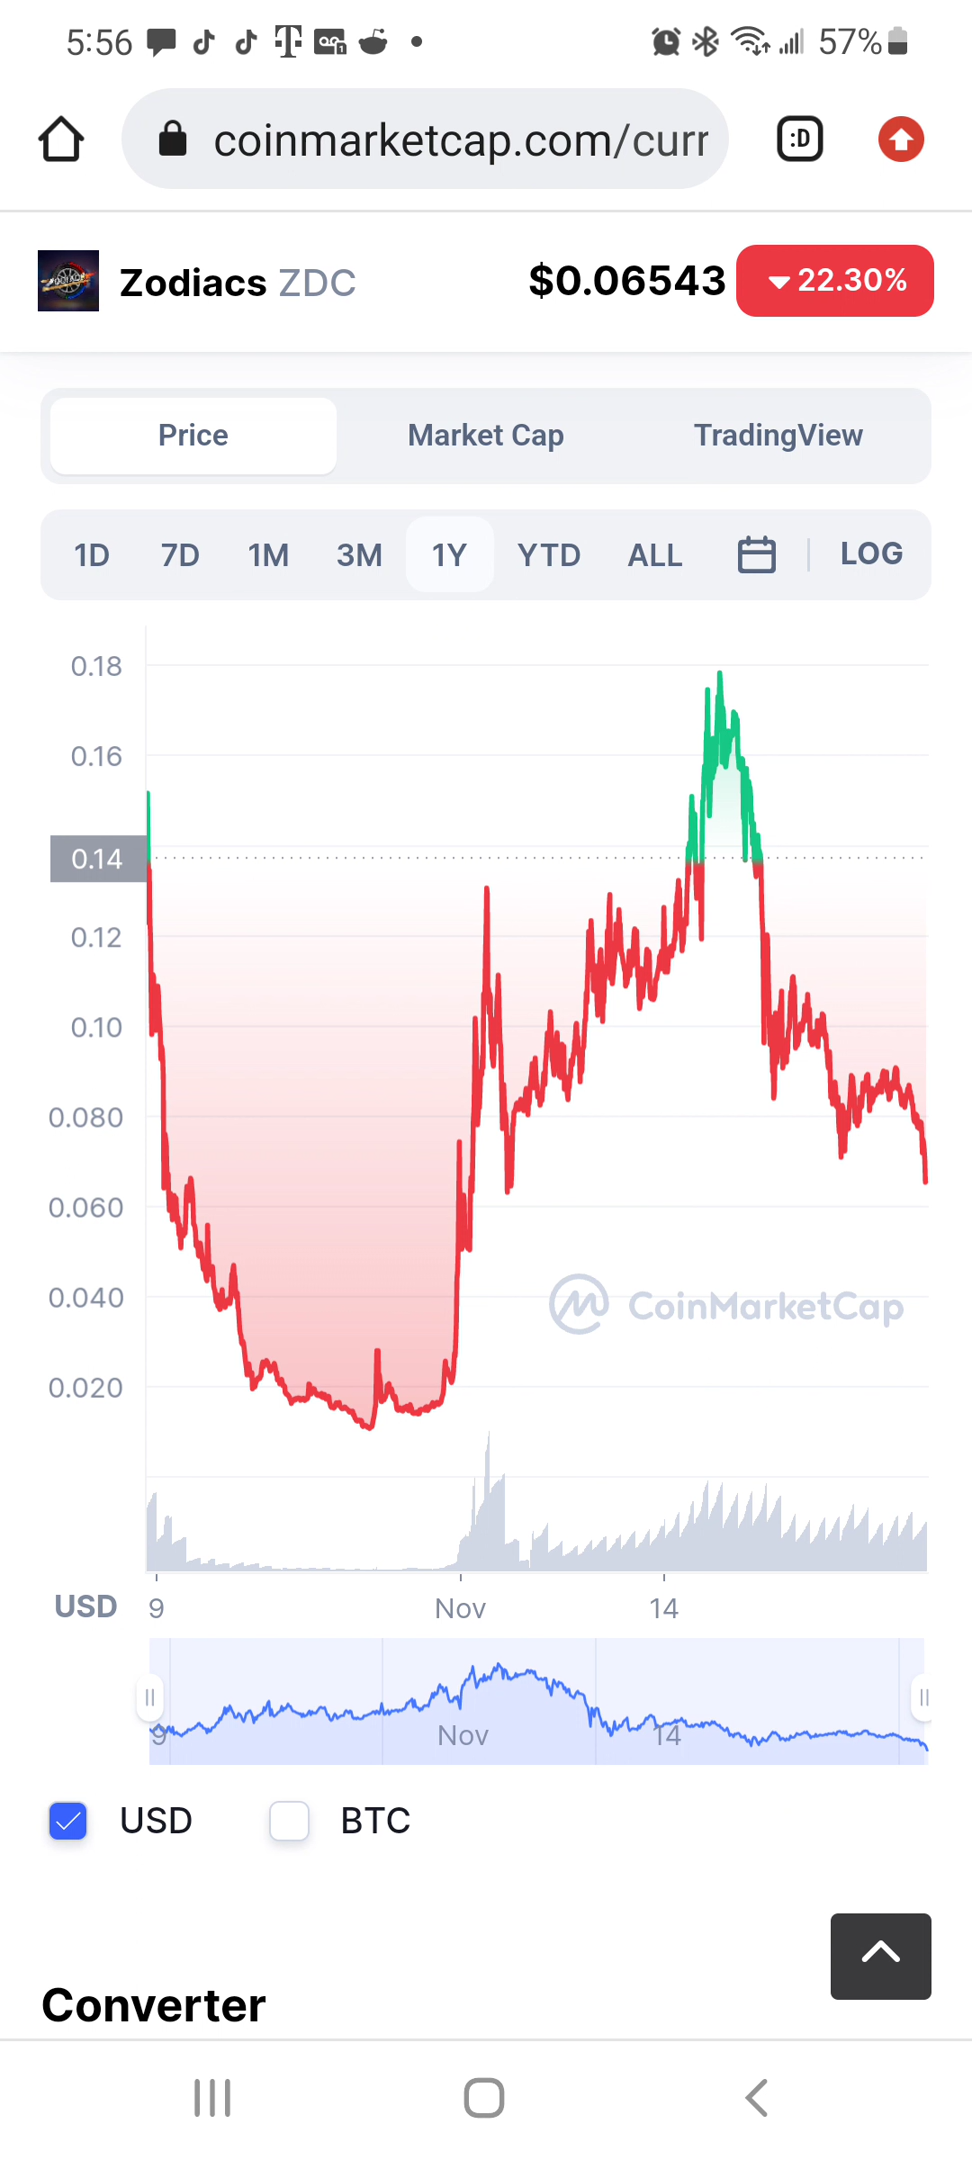 5:56 57%
coinmarketcap.com/curr :D
Zodiacs ZDC $0.06543 22.30%
Price Market Cap TradingView
1D 7D 1M 3M 1Y YTD ALL LOG
0.18
0.16
0.14
0.12
0.10
0.080
0.060
0.040
CoinMarketCap
0.020
USD 9 Nov 14
9 Nov 14
USD BTC
Converter